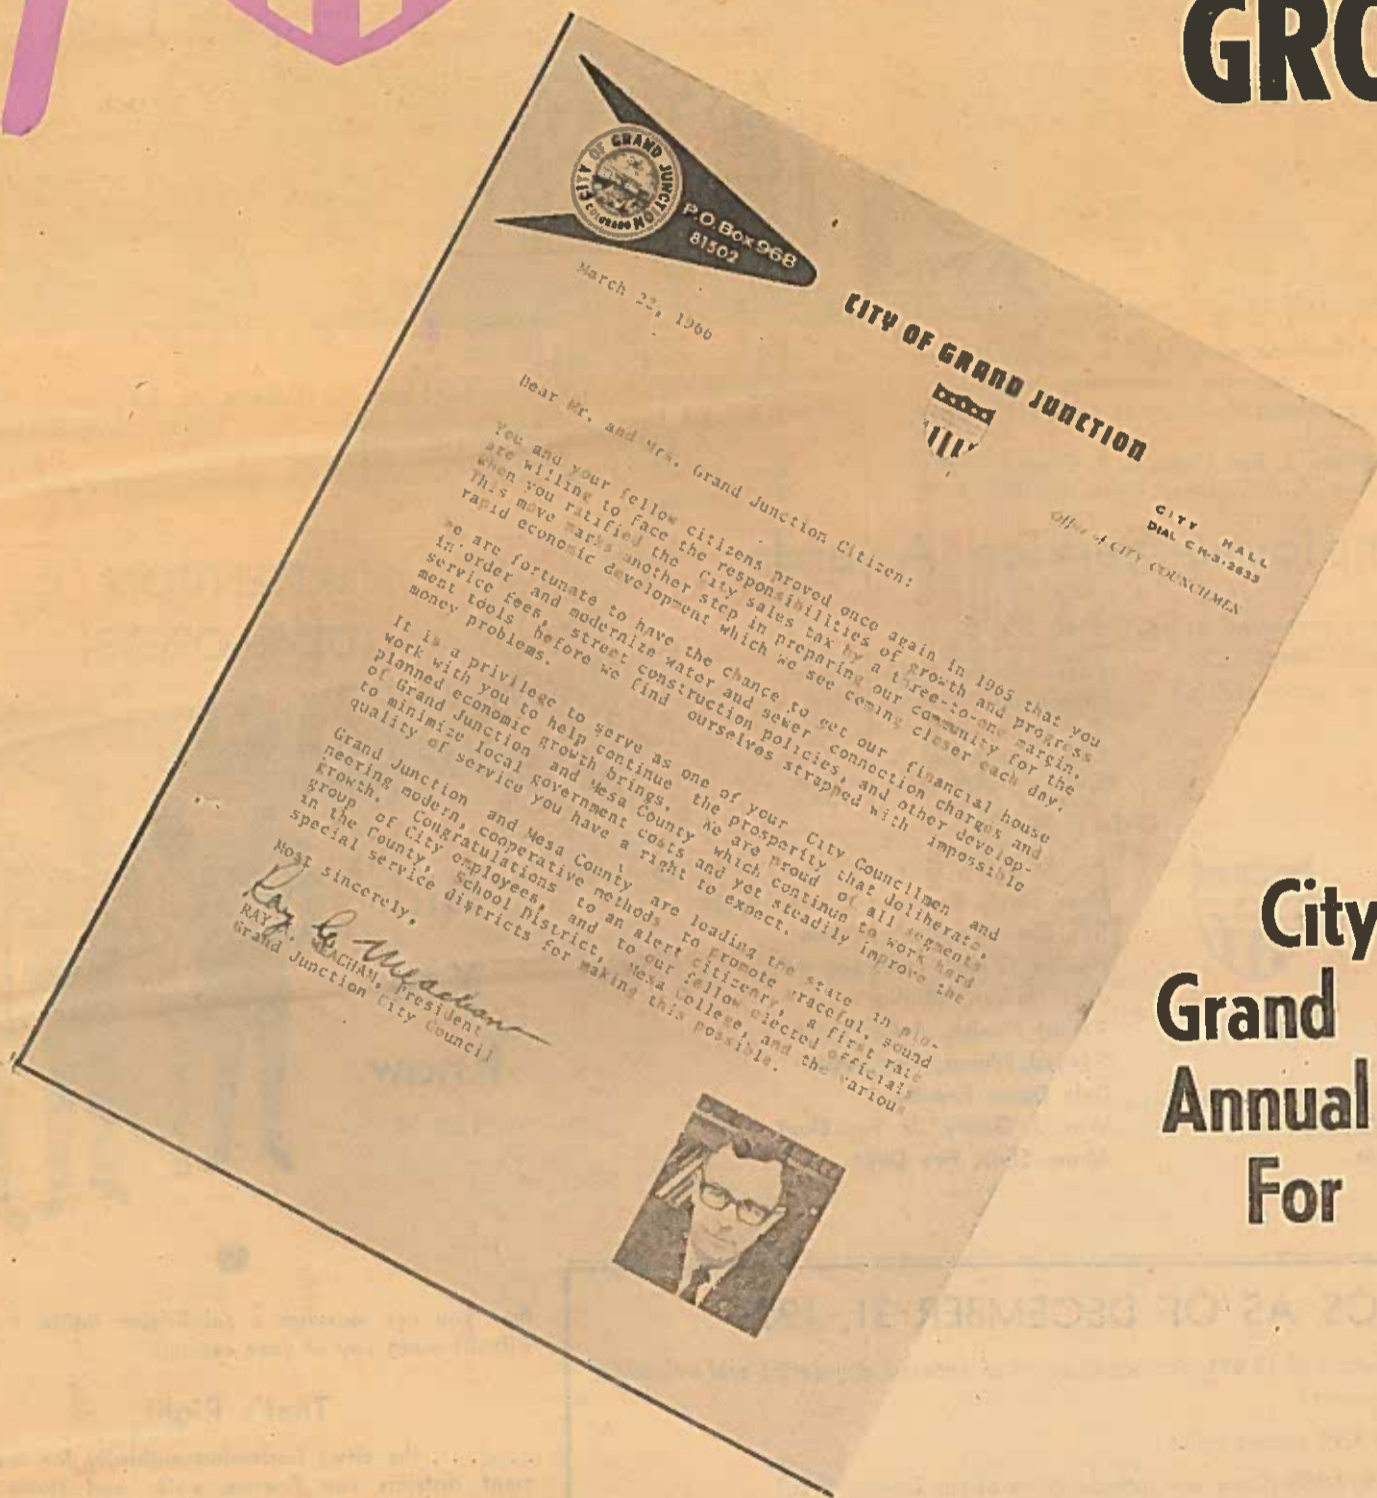 GRO
CITY OF GRAND JUNCTION
COLORADO
P.O. Box 968
81502
CITY OF GRAND JUNCTION
March 22, 1966
CITY HALL
DIAL CH-3-2633
Office of CITY COUNCILMEN
Dear Mr. and Mrs. Grand Junction Citizen:
You and your fellow citizens proved once again in 1965 that you
are willing to face the responsibilities of growth and progress
when you ratified the City sales tax by a three-to-one margin.
This move marks another step in preparing our community for the
rapid economic development which we see coming closer each day.
We are fortunate to have the chance to get our financial house
in order and modernize water and sewer connection charges and
service fees, street construction policies, and other develop-
ment tools before we find ourselves strapped with impossible
money problems.
It is a privilege to serve as one of your City Councilmen and
work with you to help continue the prosperity that deliberate,
planned economic growth brings. We are proud of all segments
of Grand Junction and Mesa County which continue to work hard
to minimize local government costs and yet steadily improve the
quality of service you have a right to expect.
Grand Junction and Mesa County are leading the state in pio-
neering modern, cooperative methods to promote graceful, sound
growth. Congratulations to an alert citizenry, a first rate
group of City employees, and to our fellow elected officials
in the County, School District, Mesa College, and the various
special service districts for making this possible.
Most sincerely,
Ray G. Meacham
RAY MEACHAM, President
Grand Junction City Council
City
Grand
Annual
For
CS AS OF DECEMBER 31, 19
That's Right